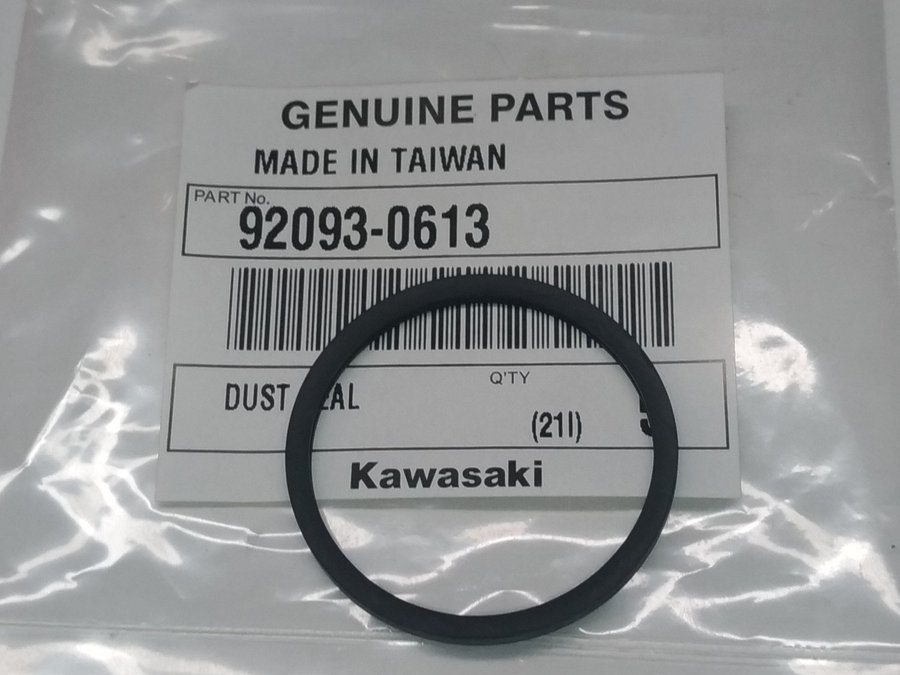 GENUINE PARTS
MADE IN TAIWAN
PART No.
92093-0613
Q'TY
DUST
(21I)
Kawasaki